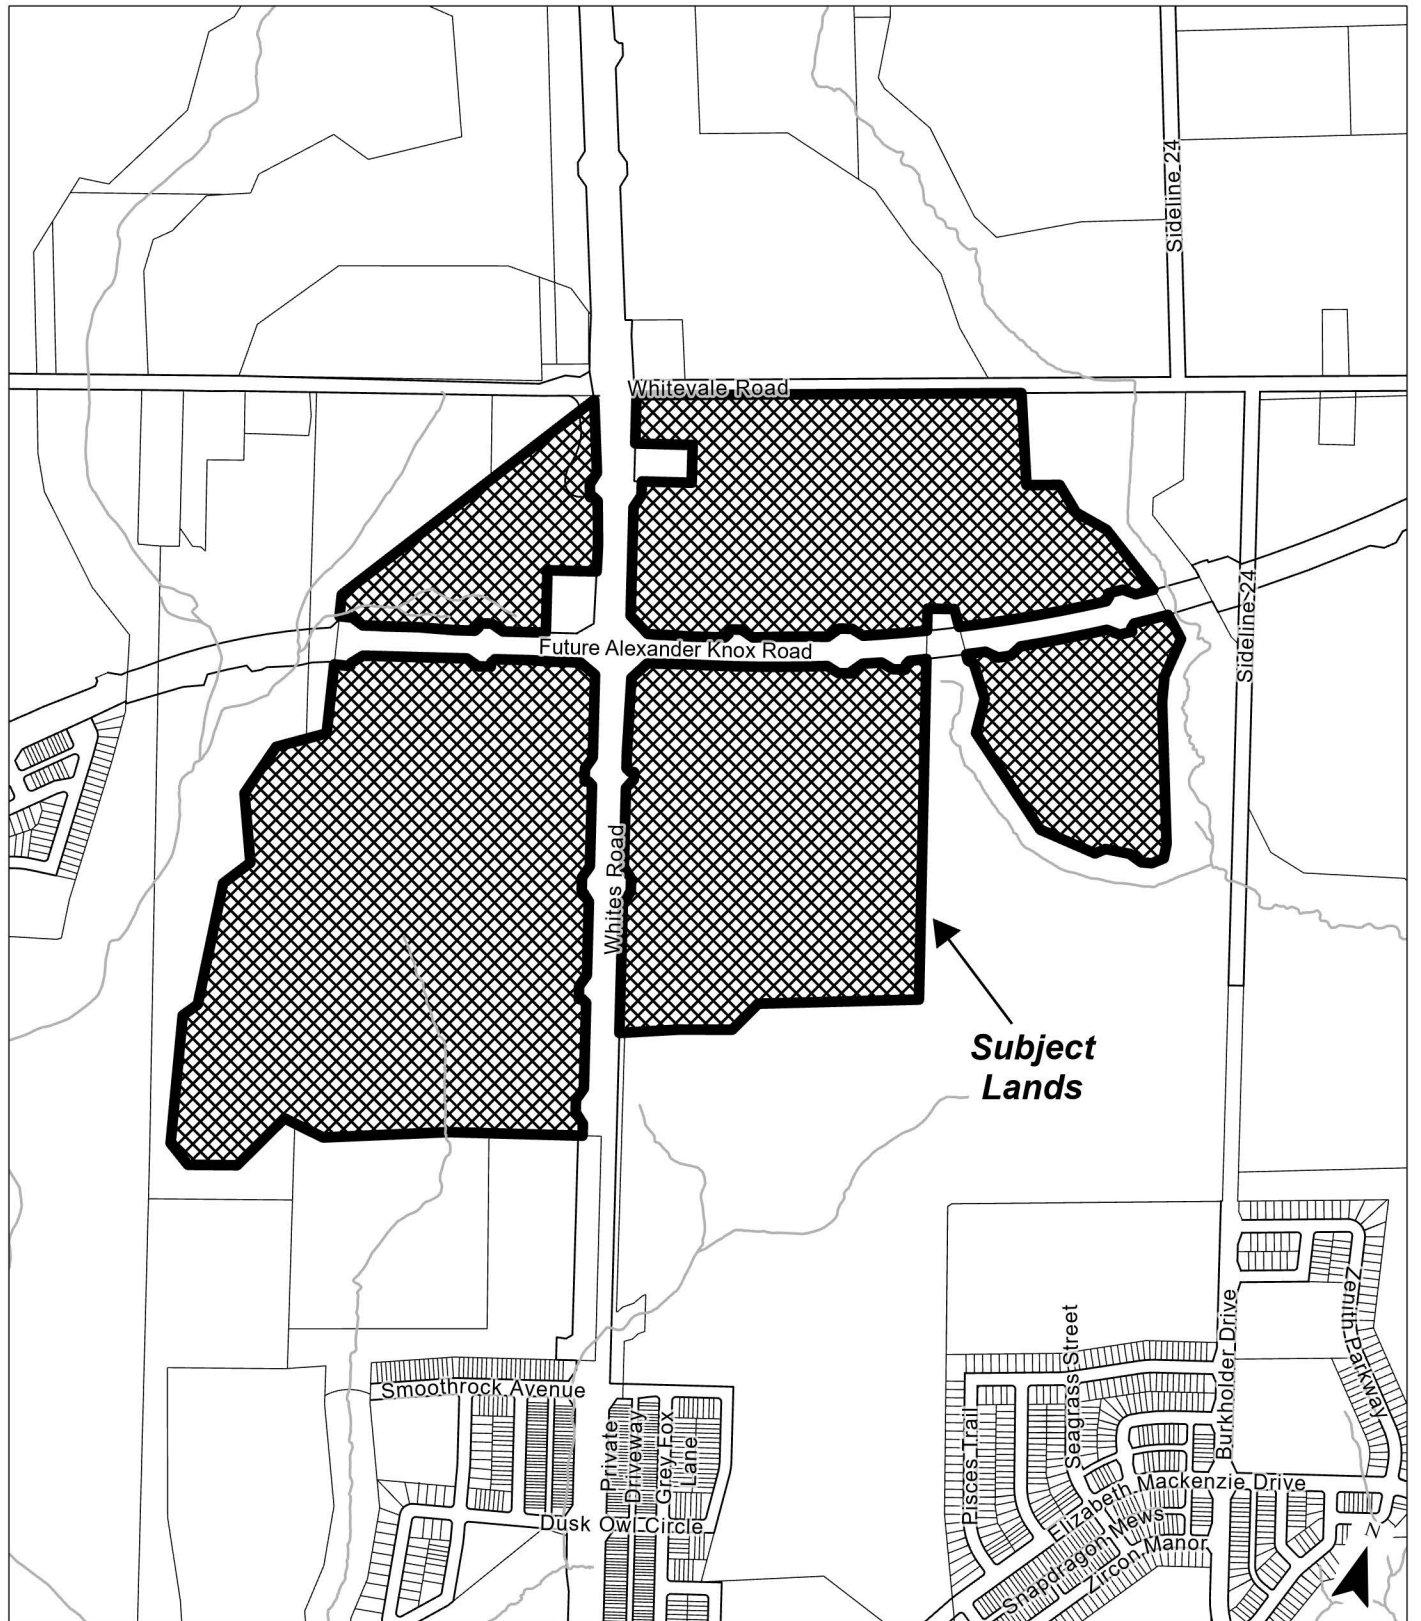 Sideline 24
Whitevale Road
Sideline 24
Future Alexander Knox Road
Whites Road
Subject
Lands
Zenith Parkway
Burkholder Drive
Seagrass Street
Smoothrock Avenue
Pisces Trail
Private
Driveway
Grey Fox
Lane
Elizabeth Mackenzie Drive
Dusk Owl Circle
Snapdragon Mews
Zircon Manor
N